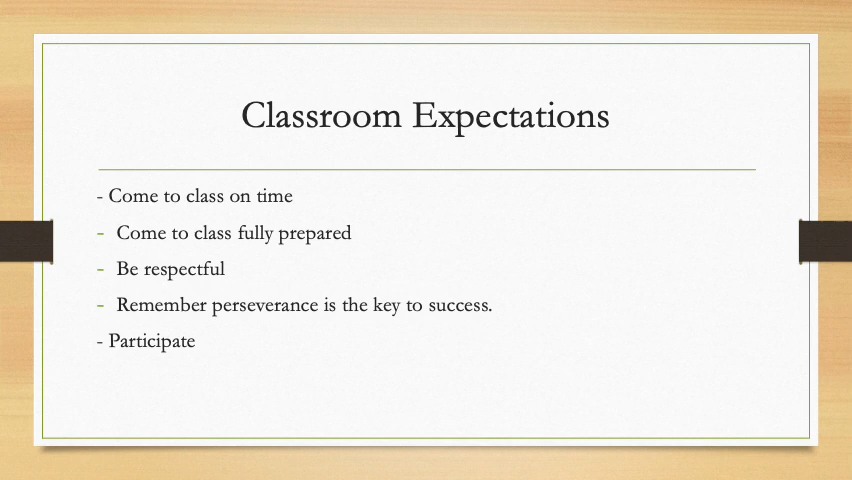 Classroom Expectations
- Come to class on time
- Come to class fully prepared
- Be respectful
- Remember perseverance is the key to success.
- Participate